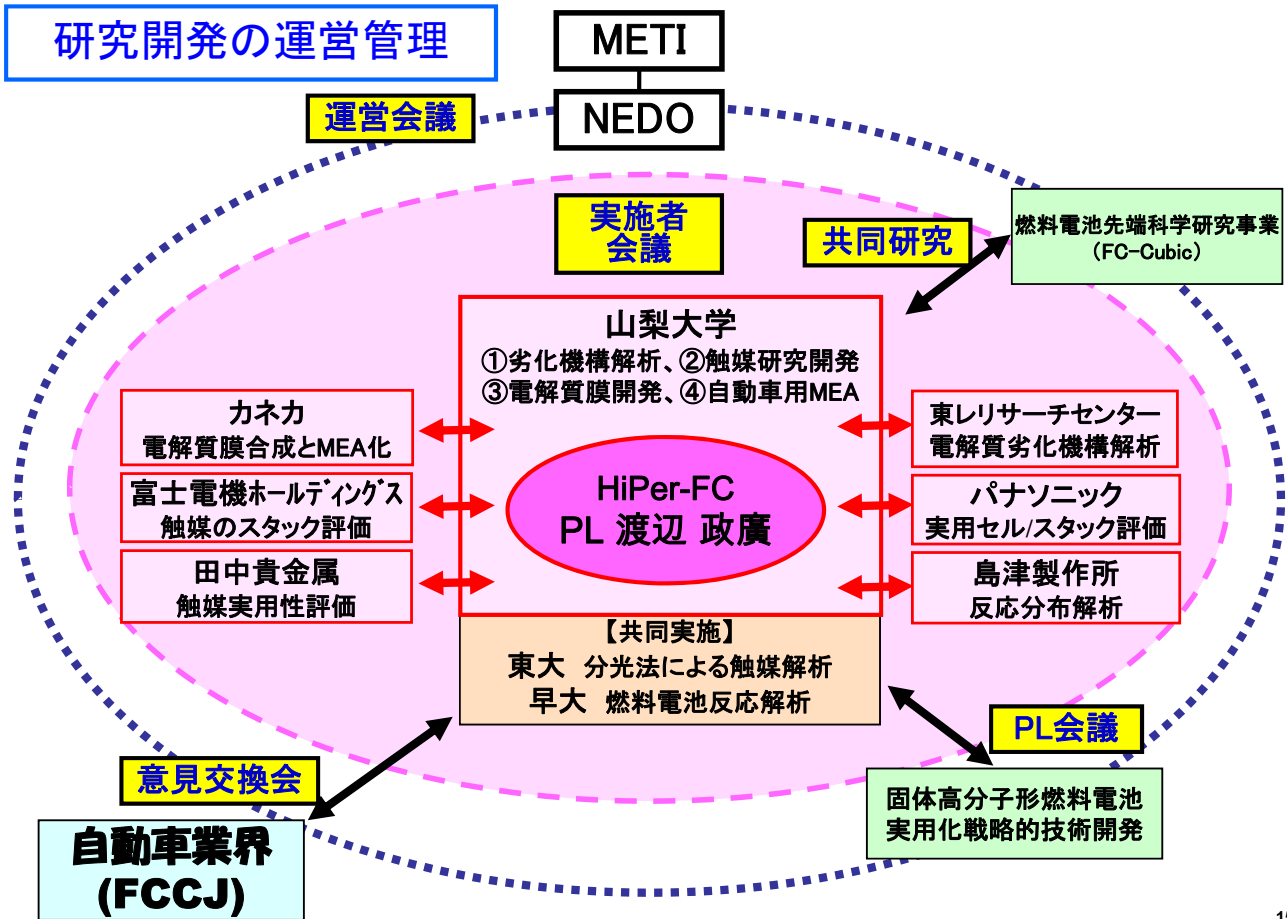 研究開発の運営管理
METI
NEDO
運営会議
実施者
会議
共同研究
燃料電池先端科学研究事業
(FC-Cubic)
山梨大学
①劣化機構解析、②触媒研究開発
③電解質膜開発、④自動車用MEA
カネカ
電解質膜合成とMEA化
富士電機ホールディングス
触媒のスタック評価
田中貴金属
触媒実用性評価
HiPer-FC
PL 渡辺 政廣
東レリサーチセンター
電解質劣化機構解析
パナソニック
実用セル/スタック評価
島津製作所
反応分布解析
【共同実施】
東大 分光法による触媒解析
早大 燃料電池反応解析
PL会議
意見交換会
固体高分子形燃料電池
実用化戦略的技術開発
自動車業界
(FCCJ)